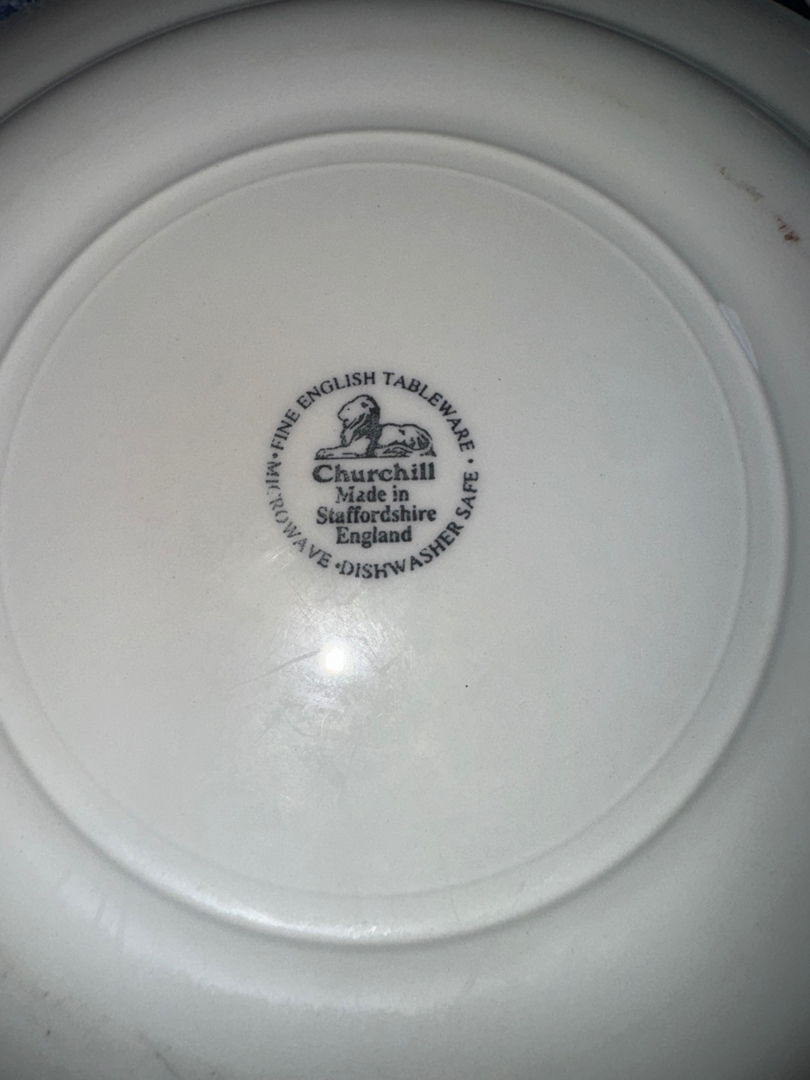 •FINE ENGLISH TABLEWARE•
Churchill
Made in
Staffordshire
England
MICROWAVE•DISHWASHER SAFE